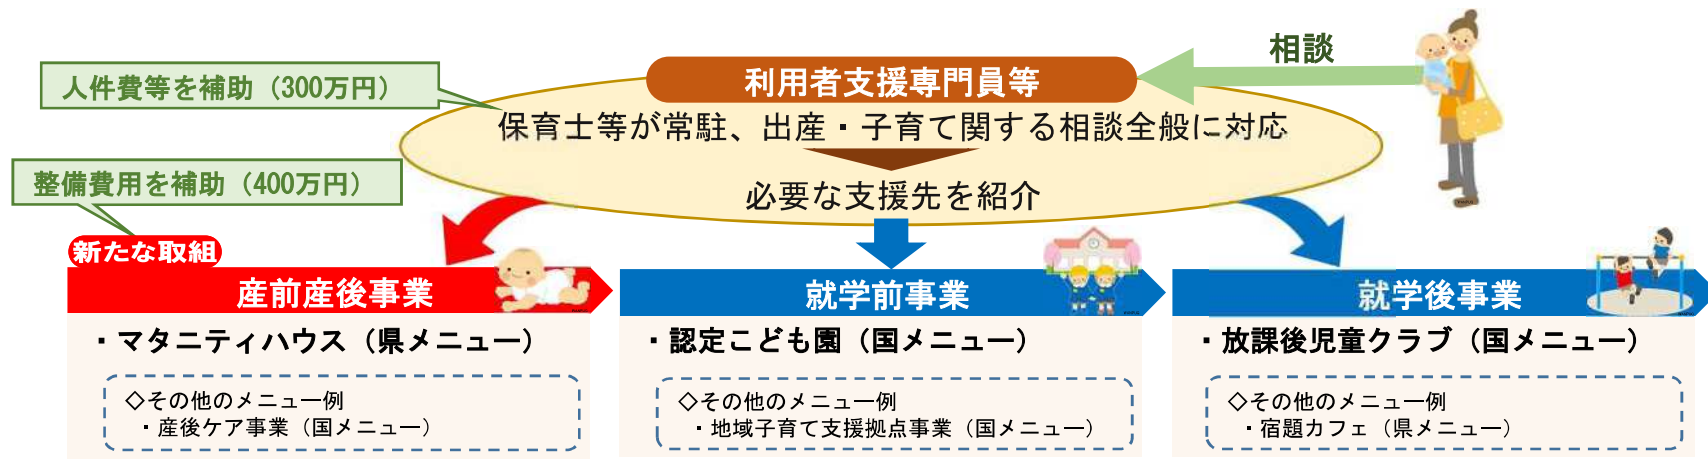 相談
利用者支援専門員等
人件費等を補助（300万円）
保育士等が常駐、出産・子育て関する相談全般に対応
整備費用を補助（400万円）
必要な支援先を紹介
新たな取組
産前産後事業
就学前事業
就学後事業
・マタニティハウス（県メニュー）
・認定こども園（国メニュー）
・放課後児童クラブ（国メニュー）
◇その他のメニュー例
・産後ケア事業（国メニュー）
◇その他のメニュー例
・地域子育て支援拠点事業（国メニュー）
◇その他のメニュー例
・宿題カフェ（県メニュー）